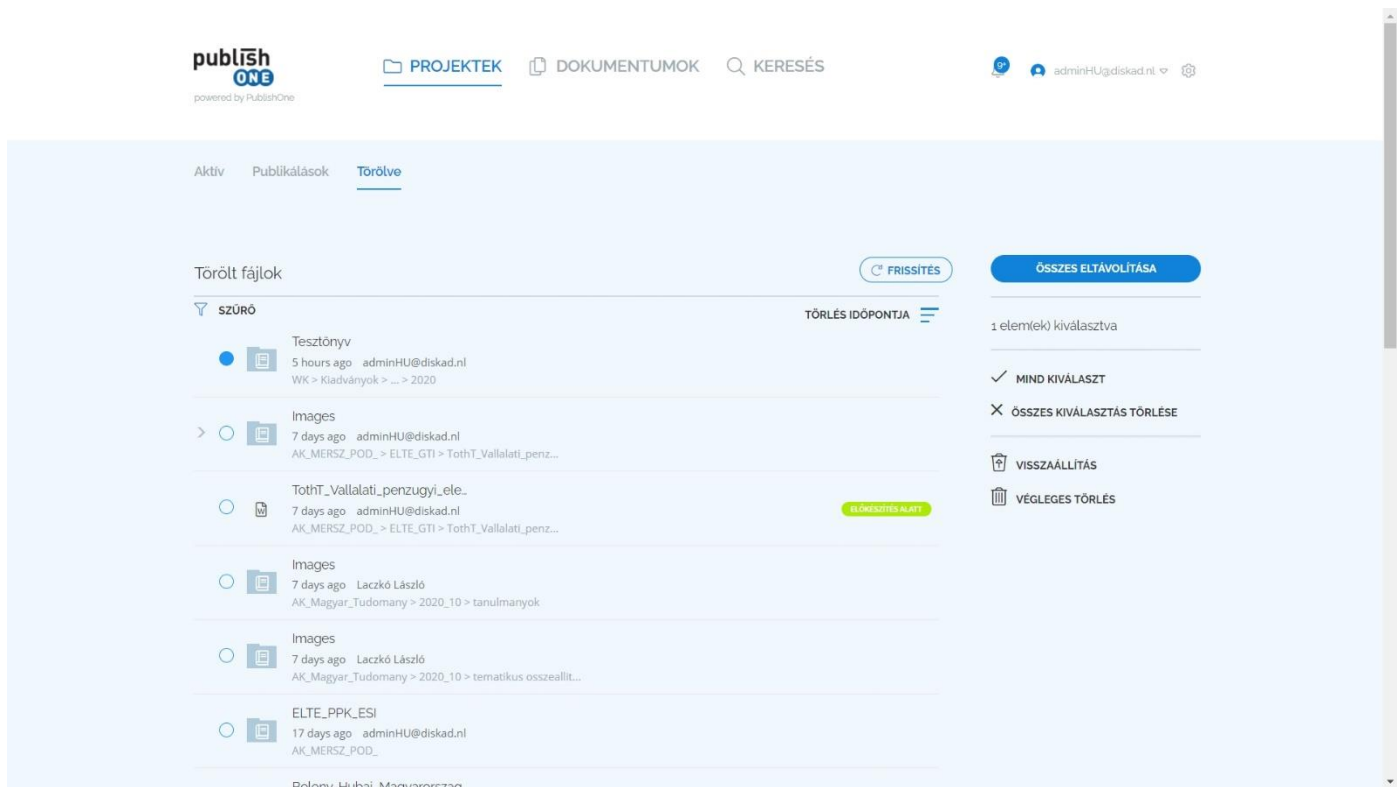 publish
ONE
powered by PublishOne
PROJEKTEK
DOKUMENTUMOK
KERESÉS
9+
adminHU@diskad.nl
Aktív
Publikálások
Törölve
Törölt fájlok
FRISSÍTÉS
SZŰRŐ
TÖRLÉS IDŐPONTJA
Tesztönyv
5 hours ago adminHU@diskad.nl
WK > Kiadványok > ... > 2020
Images
7 days ago adminHU@diskad.nl
AK_MERSZ_POD_ > ELTE_GTI > TothT_Vallalati_penz...
TothT_Vallalati_penzugyi_ele...
7 days ago adminHU@diskad.nl
AK_MERSZ_POD_ > ELTE_GTI > TothT_Vallalati_penz...
ELŐKÉSZÍTÉS ALATT
Images
7 days ago Laczkó László
AK_Magyar_Tudomany > 2020_10 > tanulmanyok
Images
7 days ago Laczkó László
AK_Magyar_Tudomany > 2020_10 > tematikus osszeallit...
ELTE_PPK_ESI
17 days ago adminHU@diskad.nl
AK_MERSZ_POD_
ÖSSZES ELTÁVOLÍTÁSA
1 elem(ek) kiválasztva
MIND KIVÁLASZT
ÖSSZES KIVÁLASZTÁS TÖRLÉSE
VISSZAÁLLÍTÁS
VÉGLEGES TÖRLÉS